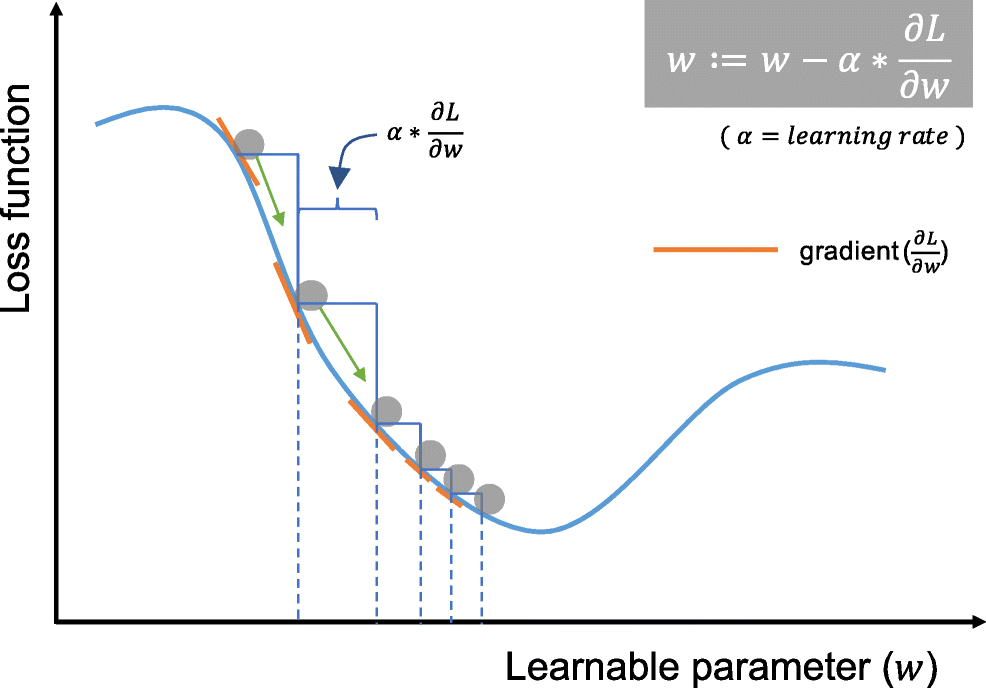 w := w − α * ∂L/∂w
( α = learning rate )
α * ∂L/∂w
gradient (∂L/∂w)
Loss function
Learnable parameter (w)